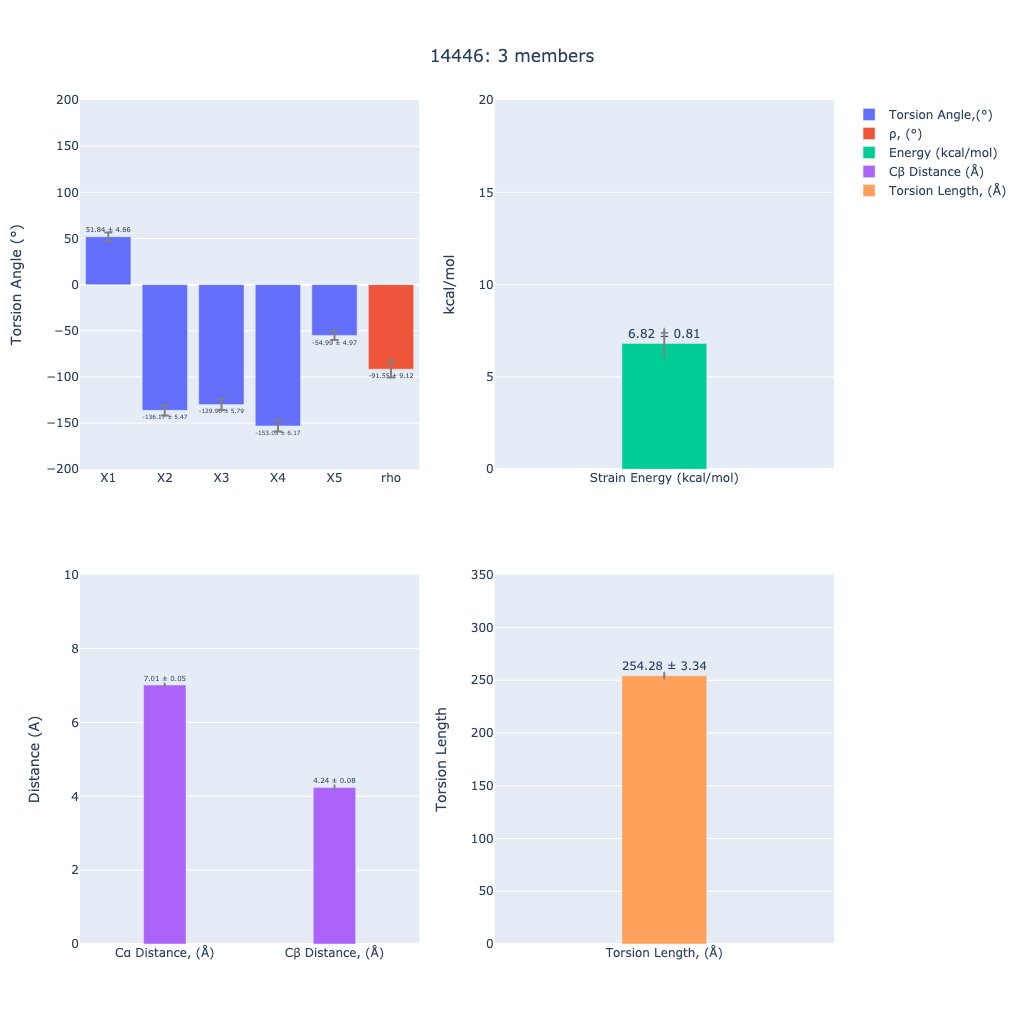 14446: 3 members
Torsion Angle (°)
200
150
100
50
0
−50
−100
−150
−200
51.84 ± 4.66
-136.17 ± 5.47
-153.05 ± 6.17
-54.99 ± 4.97
-91.55 ± 9.12
X1 X2 X3 X4 X5 rho
kcal/mol
20
15
10
5
0
6.82 ± 0.81
Strain Energy (kcal/mol)
Torsion Angle,(°)
ρ, (°)
Energy (kcal/mol)
Cβ Distance (Å)
Torsion Length, (Å)
Distance (A)
10
8
6
4
2
0
7.01 ± 0.05
4.24 ± 0.08
Cα Distance, (Å) Cβ Distance, (Å)
Torsion Length
350
300
250
200
150
100
50
0
254.28 ± 3.34
Torsion Length, (Å)